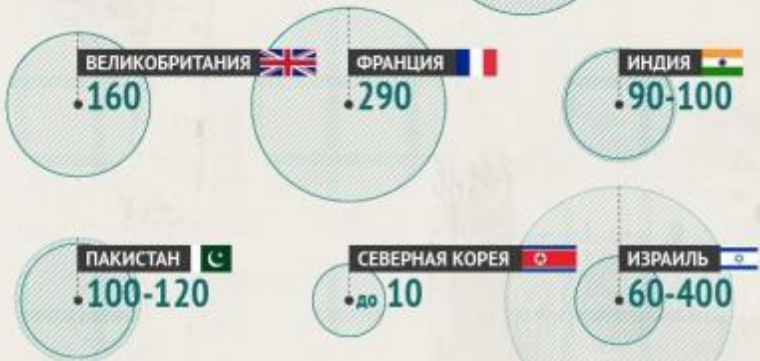 ВЕЛИКОБРИТАНИЯ
160
ФРАНЦИЯ
290
ИНДИЯ
90-100
ПАКИСТАН
100-120
СЕВЕРНАЯ КОРЕЯ
до 10
ИЗРАИЛЬ
60-400